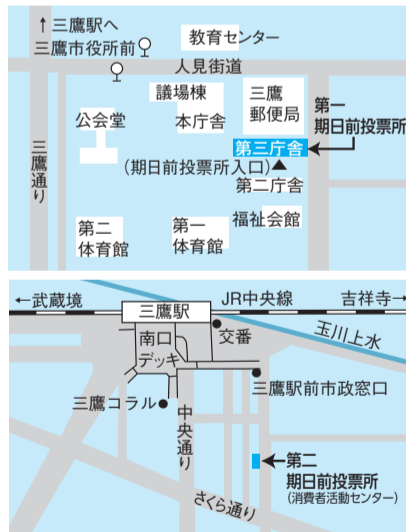 ↑三鷹駅へ
三鷹市役所前
教育センター
人見街道
議場棟
本庁舎
三鷹
郵便局
第一
期日前投票所
公会堂
第三庁舎
(期日前投票所入口)▲
第二庁舎
三鷹通り
福祉会館
第二
体育館
第一
体育館
←武蔵境
三鷹駅
JR中央線
吉祥寺→
玉川上水
南口
デッキ
交番
三鷹駅前市政窓口
三鷹コラル
中央通り
第二
期日前投票所
(消費者活動センター)
さくら通り